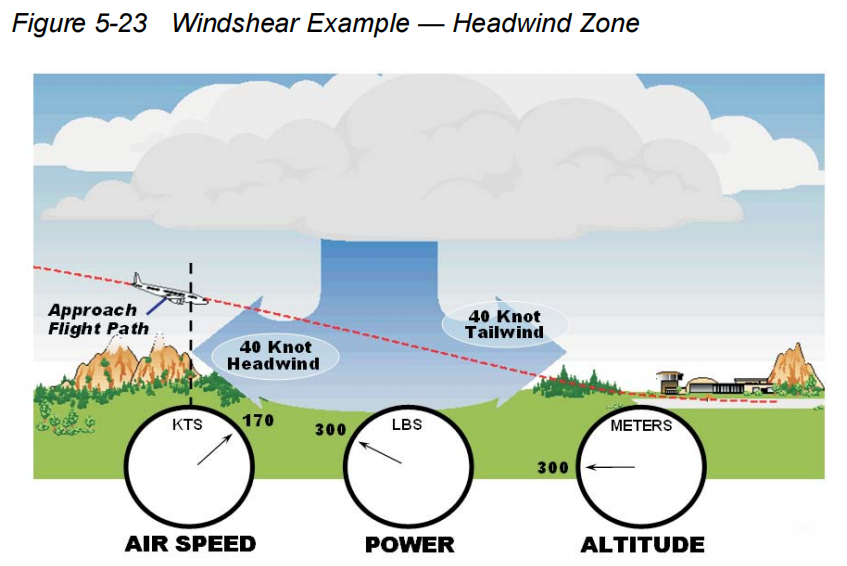 Figure 5-23 Windshear Example — Headwind Zone
Approach
Flight Path
40 Knot
Headwind
40 Knot
Tailwind
KTS
170
300
LBS
METERS
300
AIR SPEED
POWER
ALTITUDE